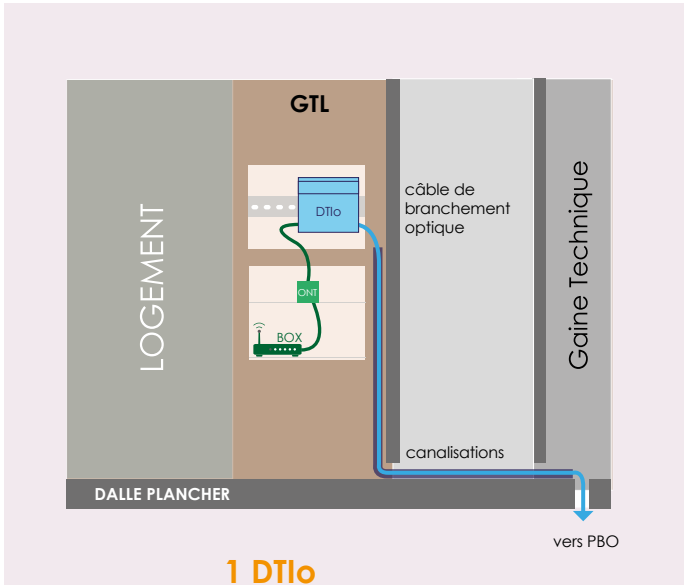 GTL
LOGEMENT
DTIo
câble de
branchement
optique
Gaine Technique
ONT
BOX
canalisations
DALLE PLANCHER
vers PBO
1 DTIo